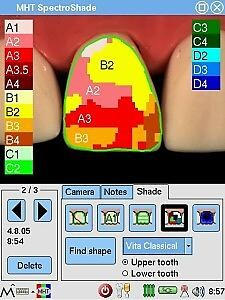 MHT SpectroShade
A1
A2
A3
A3.5
A4
B1
B2
B3
B4
C1
C2
C3
C4
D2
D3
D4
B2
A2
A3
B3
2 / 3
4.8.05
8:54
Delete
Camera
Notes
Shade
Find shape
Vita Classical
Upper tooth
Lower tooth
MHT
8:57